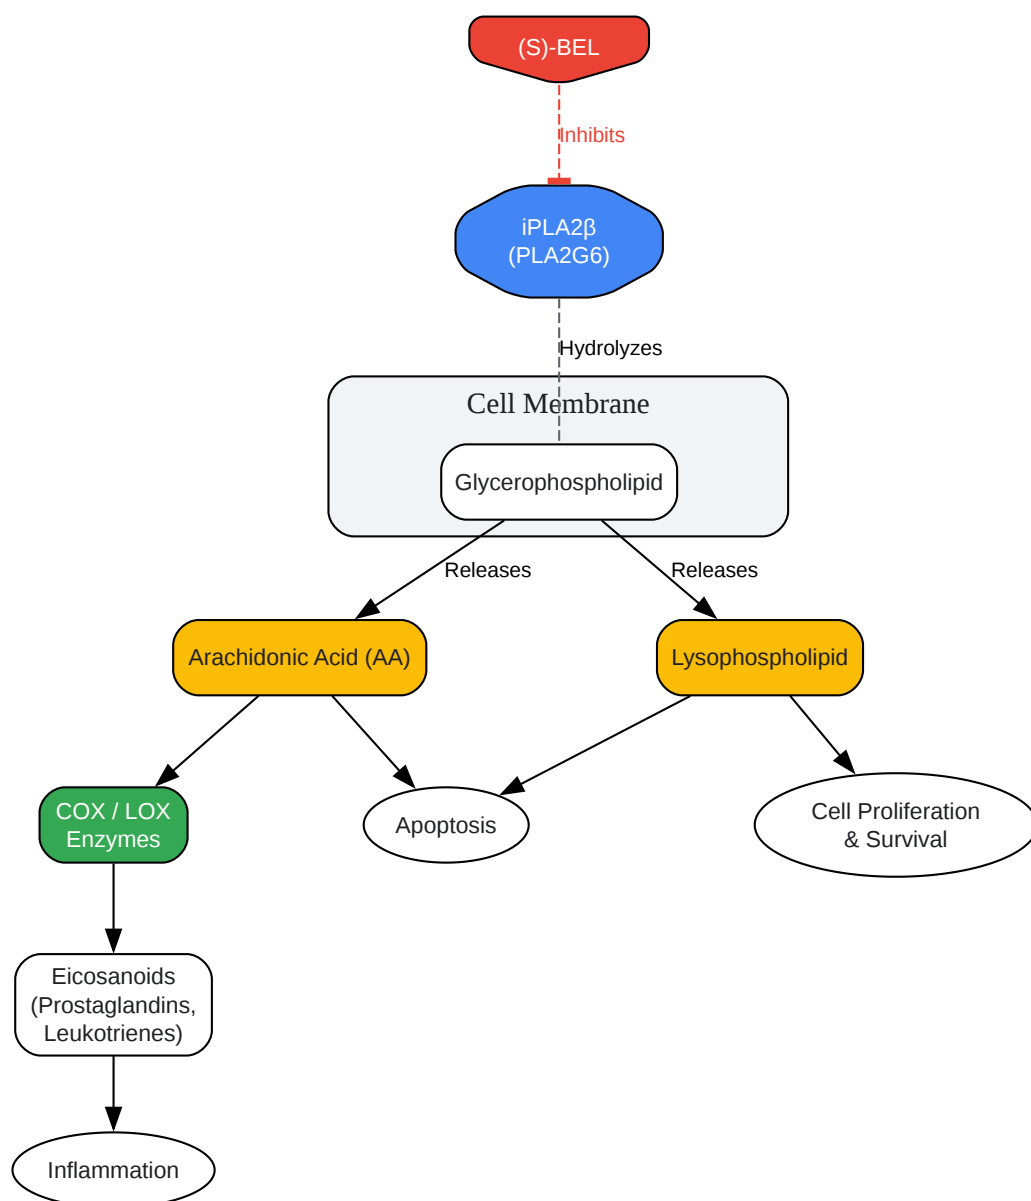 (S)-BEL
Inhibits
iPLA2β
(PLA2G6)
Hydrolyzes
Cell Membrane
Glycerophospholipid
Releases
Releases
Arachidonic Acid (AA)
Lysophospholipid
COX / LOX
Enzymes
Apoptosis
Cell Proliferation
& Survival
Eicosanoids
(Prostaglandins,
Leukotrienes)
Inflammation